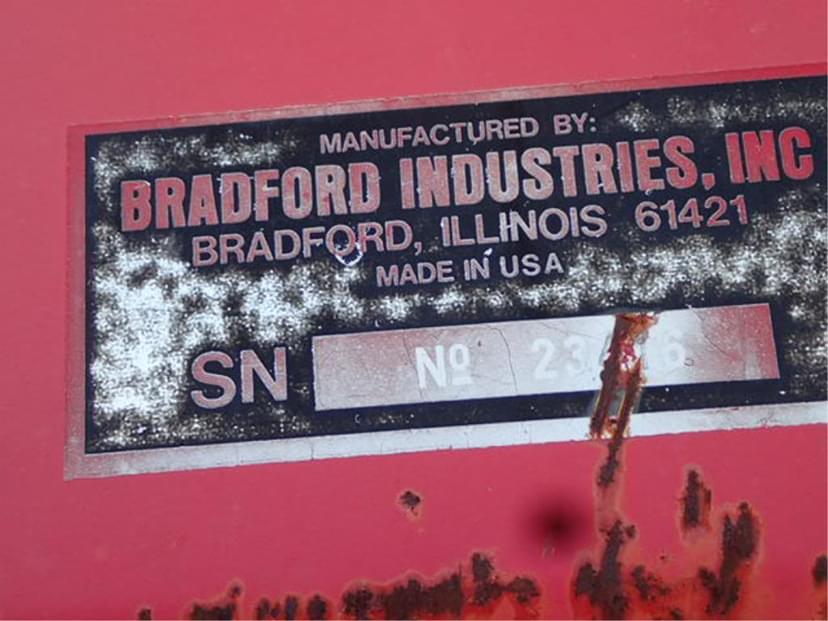 MANUFACTURED BY:
BRADFORD INDUSTRIES, INC
BRADFORD, ILLINOIS 61421
MADE IN USA
SN Nº